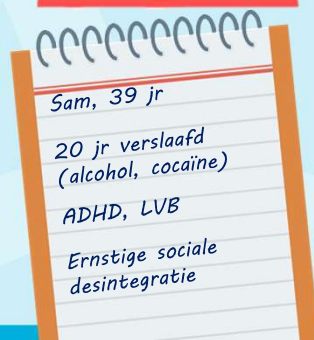 Sam, 39 jr
20 jr verslaafd
(alcohol, cocaïne)
ADHD, LVB
Ernstige sociale
desintegratie